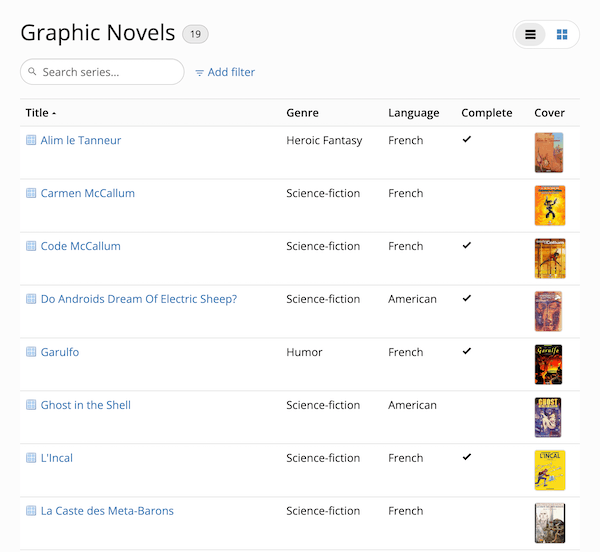 Graphic Novels 19
Search series... Add filter
Title Genre Language Complete Cover
Alim le Tanneur Heroic Fantasy French
Carmen McCallum Science-fiction French
Code McCallum Science-fiction French
Do Androids Dream Of Electric Sheep? Science-fiction American
Garulfo Humor French
Garulfo
Ghost in the Shell Science-fiction American
GHOST
L'Incal Science-fiction French
L'INCAL
La Caste des Meta-Barons Science-fiction French